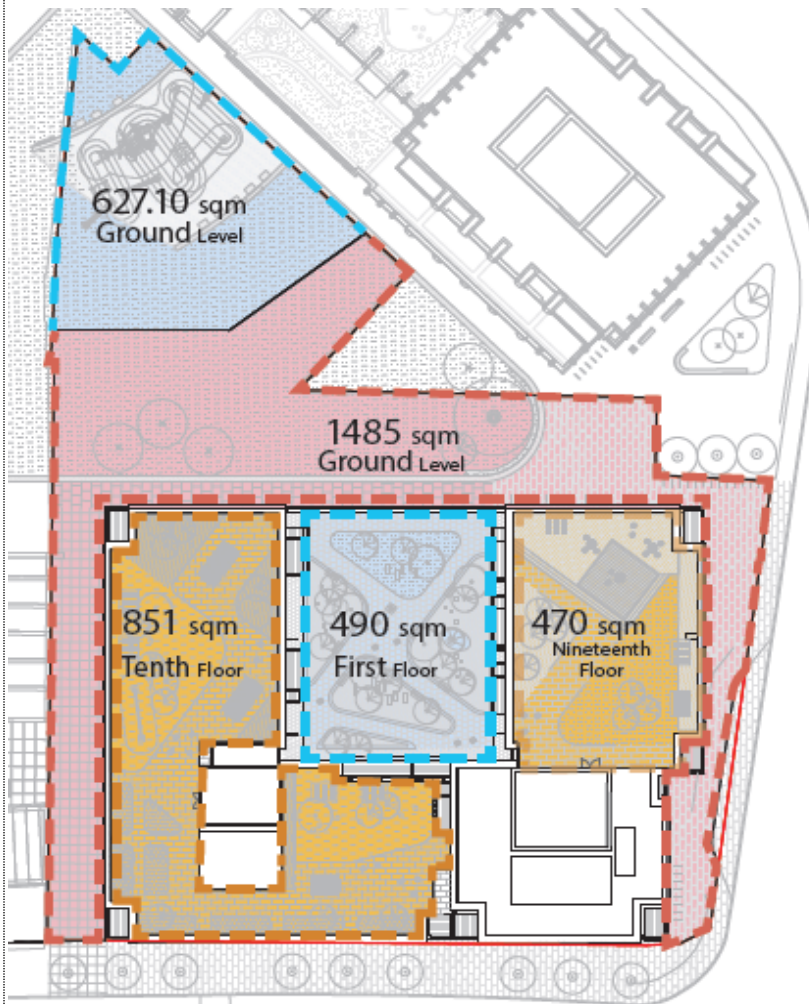 627.10 sqm
Ground Level
1485 sqm
Ground Level
851 sqm
Tenth Floor
490 sqm
First Floor
470 sqm
Nineteenth
Floor